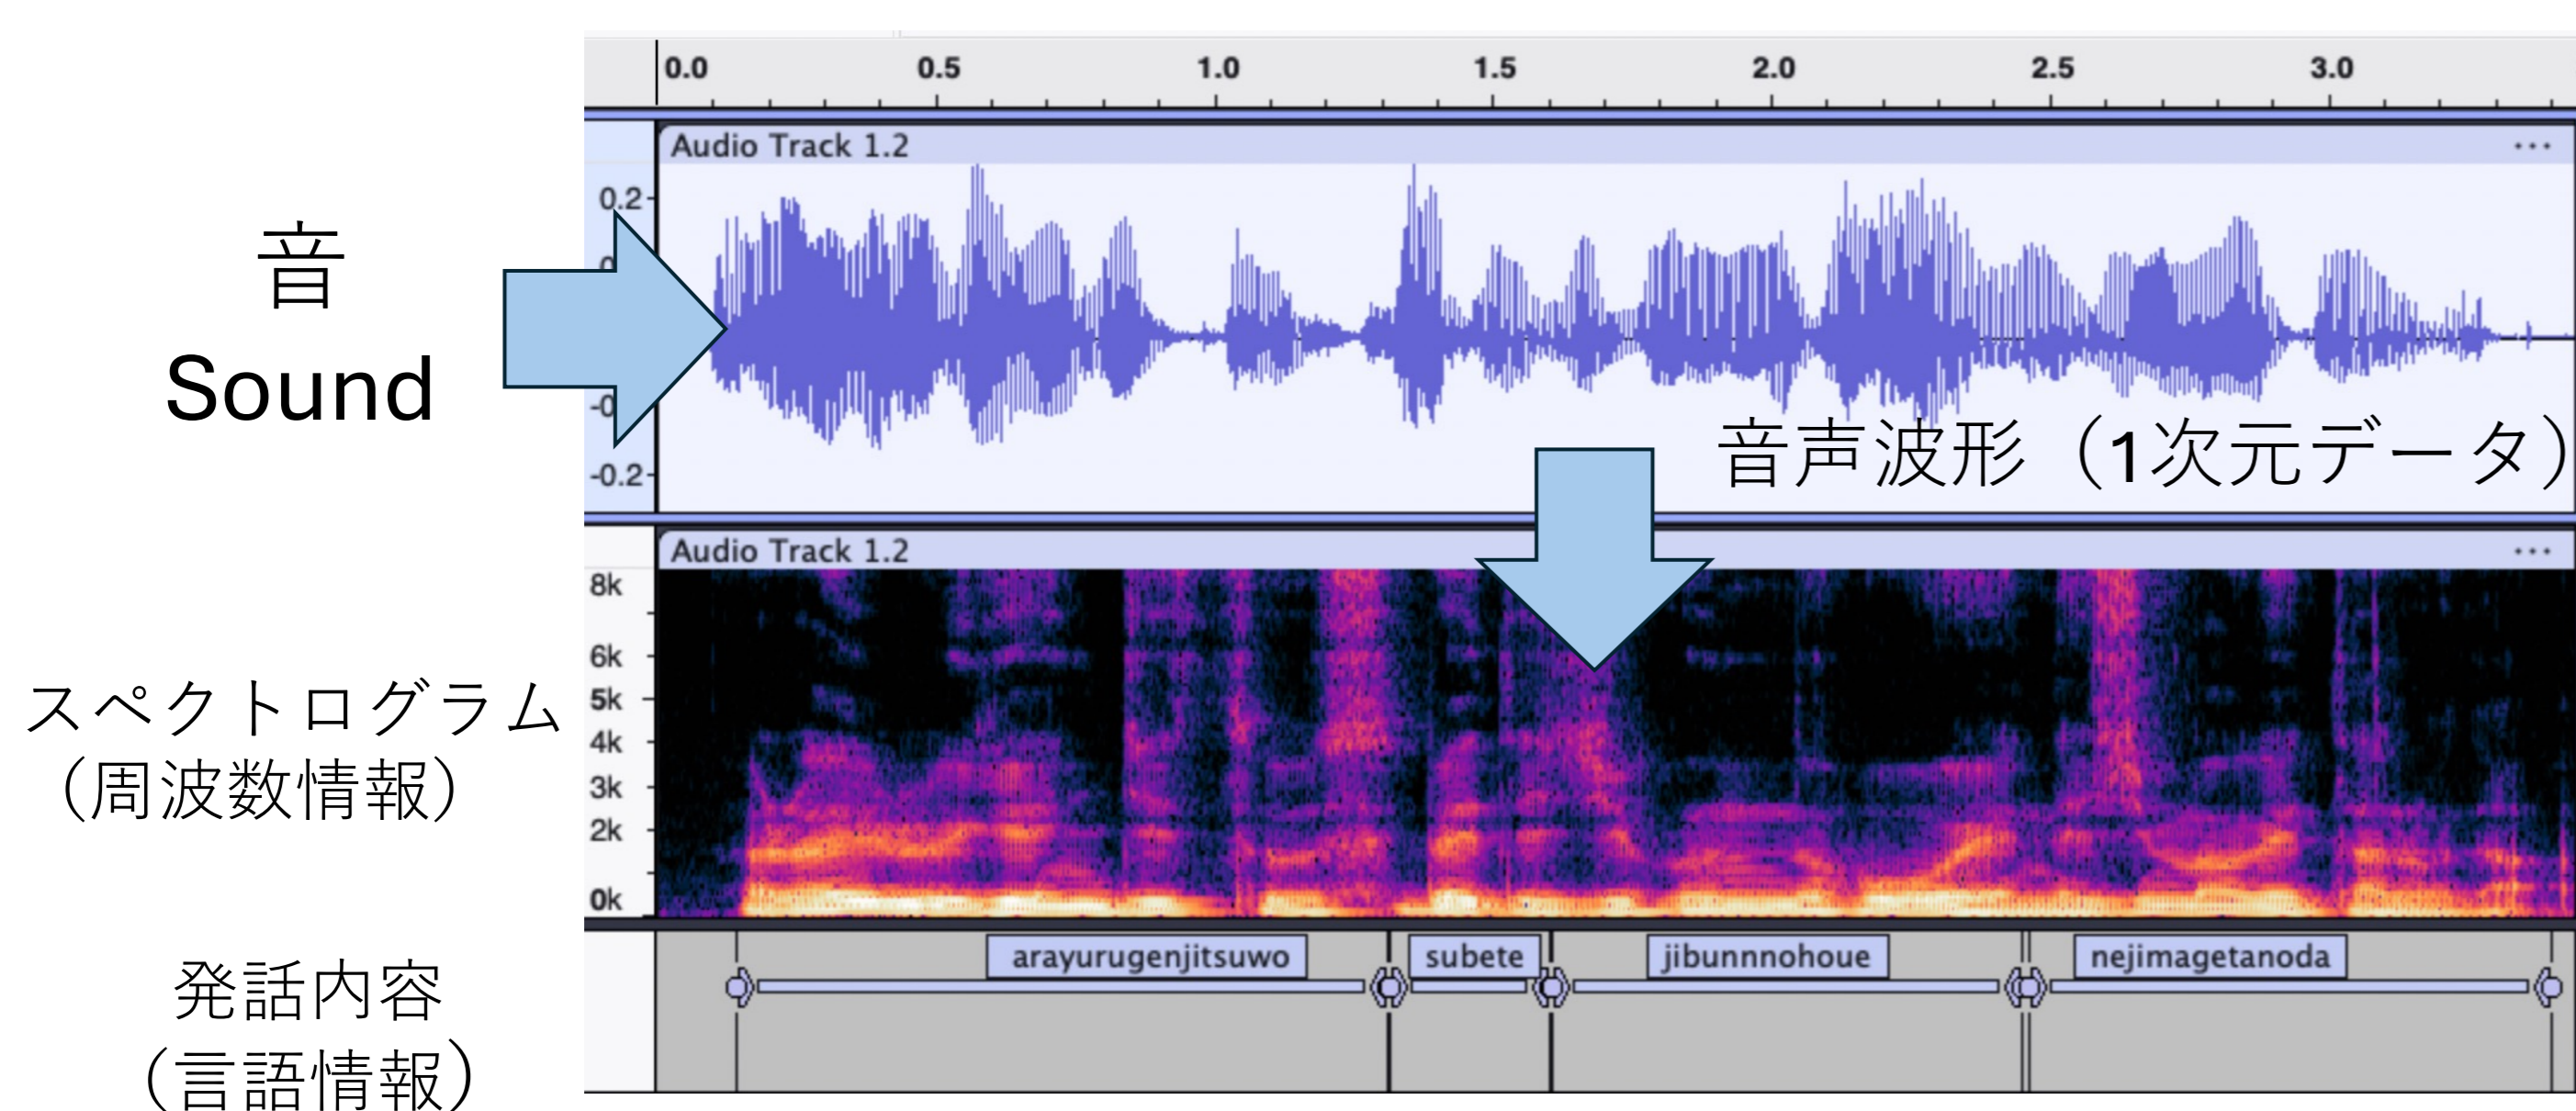 0.0 0.5 1.0 1.5 2.0 2.5 3.0
Audio Track 1.2
0.2
-0.2
音
Sound
音声波形（1次元データ）
Audio Track 1.2
8k
6k
5k
4k
3k
2k
0k
スペクトログラム
（周波数情報）
arayurugenjitsuwo subete jibunnnohoue nejimagetanoda
発話内容
（言語情報）